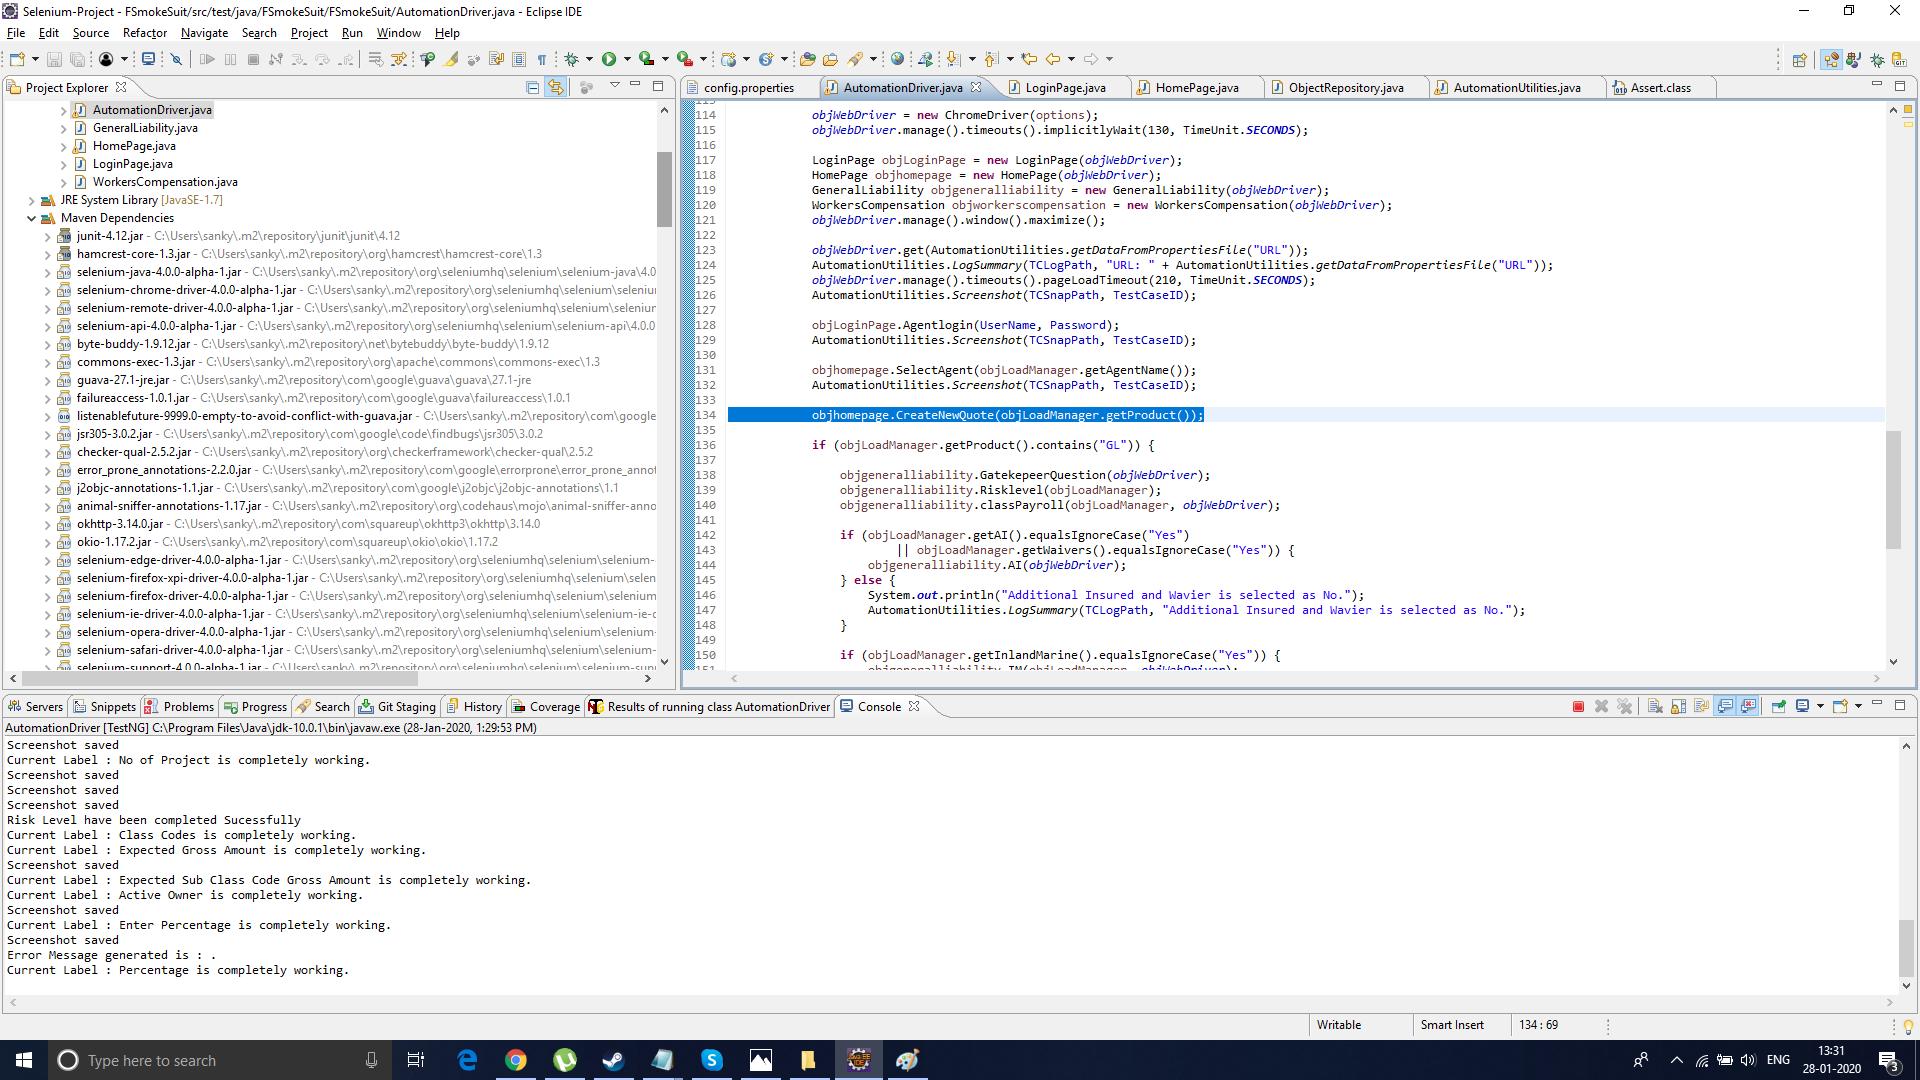 Selenium-Project - FSmokeSuit/src/test/java/FSmokeSuit/FSmokeSuit/AutomationDriver.java - Eclipse IDE
File Edit Source Refactor Navigate Search Project Run Window Help
Project Explorer
AutomationDriver.java
GeneralLiability.java
HomePage.java
LoginPage.java
WorkersCompensation.java
JRE System Library [JavaSE-1.7]
Maven Dependencies
junit-4.12.jar - C:\Users\sanky\.m2\repository\junit\junit\4.12
hamcrest-core-1.3.jar - C:\Users\sanky\.m2\repository\org\hamcrest\hamcrest-core\1.3
selenium-java-4.0.0-alpha-1.jar - C:\Users\sanky\.m2\repository\org\seleniumhq\selenium\selenium-java\4.0
selenium-chrome-driver-4.0.0-alpha-1.jar - C:\Users\sanky\.m2\repository\org\seleniumhq\selenium\selenium
selenium-remote-driver-4.0.0-alpha-1.jar - C:\Users\sanky\.m2\repository\org\seleniumhq\selenium\selenium
selenium-api-4.0.0-alpha-1.jar - C:\Users\sanky\.m2\repository\org\seleniumhq\selenium\selenium-api\4.0.0
byte-buddy-1.9.12.jar - C:\Users\sanky\.m2\repository\net\bytebuddy\byte-buddy\1.9.12
commons-exec-1.3.jar - C:\Users\sanky\.m2\repository\org\apache\commons\commons-exec\1.3
guava-27.1-jre.jar - C:\Users\sanky\.m2\repository\com\google\guava\guava\27.1-jre
failureaccess-1.0.1.jar - C:\Users\sanky\.m2\repository\com\google\guava\failureaccess\1.0.1
listenablefuture-9999.0-empty-to-avoid-conflict-with-guava.jar - C:\Users\sanky\.m2\repository\com\google
jsr305-3.0.2.jar - C:\Users\sanky\.m2\repository\com\google\code\findbugs\jsr305\3.0.2
checker-qual-2.5.2.jar - C:\Users\sanky\.m2\repository\org\checkerframework\checker-qual\2.5.2
error_prone_annotations-2.2.0.jar - C:\Users\sanky\.m2\repository\com\google\errorprone\error_prone_annot
j2objc-annotations-1.1.jar - C:\Users\sanky\.m2\repository\com\google\j2objc\j2objc-annotations\1.1
animal-sniffer-annotations-1.17.jar - C:\Users\sanky\.m2\repository\org\codehaus\mojo\animal-sniffer-anno
okhttp-3.14.0.jar - C:\Users\sanky\.m2\repository\com\squareup\okhttp3\okhttp\3.14.0
okio-1.17.2.jar - C:\Users\sanky\.m2\repository\com\squareup\okio\okio\1.17.2
selenium-edge-driver-4.0.0-alpha-1.jar - C:\Users\sanky\.m2\repository\org\seleniumhq\selenium\selenium-e
selenium-firefox-xpi-driver-4.0.0-alpha-1.jar - C:\Users\sanky\.m2\repository\org\seleniumhq\selenium\selen
selenium-firefox-driver-4.0.0-alpha-1.jar - C:\Users\sanky\.m2\repository\org\seleniumhq\selenium\selenium
selenium-ie-driver-4.0.0-alpha-1.jar - C:\Users\sanky\.m2\repository\org\seleniumhq\selenium\selenium-ie-d
selenium-opera-driver-4.0.0-alpha-1.jar - C:\Users\sanky\.m2\repository\org\seleniumhq\selenium\selenium-
selenium-safari-driver-4.0.0-alpha-1.jar - C:\Users\sanky\.m2\repository\org\seleniumhq\selenium\selenium-
selenium-support-4.0.0-alpha-1.jar - C:\Users\sanky\.m2\repository\org\seleniumhq\selenium\selenium-sup
config.properties AutomationDriver.java LoginPage.java HomePage.java ObjectRepository.java AutomationUtilities.java Assert.class
114 objWebDriver = new ChromeDriver(options);
115 objWebDriver.manage().timeouts().implicitlyWait(130, TimeUnit.SECONDS);
116
117 LoginPage objLoginPage = new LoginPage(objWebDriver);
118 HomePage objhomepage = new HomePage(objWebDriver);
119 GeneralLiability objgeneralliability = new GeneralLiability(objWebDriver);
120 WorkersCompensation objworkerscompensation = new WorkersCompensation(objWebDriver);
121 objWebDriver.manage().window().maximize();
122
123 objWebDriver.get(AutomationUtilities.getDataFromPropertiesFile("URL"));
124 AutomationUtilities.LogSummary(TCLogPath, "URL: " + AutomationUtilities.getDataFromPropertiesFile("URL"));
125 objWebDriver.manage().timeouts().pageLoadTimeout(210, TimeUnit.SECONDS);
126 AutomationUtilities.Screenshot(TCSnapPath, TestCaseID);
127
128 objLoginPage.Agentlogin(UserName, Password);
129 AutomationUtilities.Screenshot(TCSnapPath, TestCaseID);
130
131 objhomepage.SelectAgent(objLoadManager.getAgentName());
132 AutomationUtilities.Screenshot(TCSnapPath, TestCaseID);
133
134 objhomepage.CreateNewQuote(objLoadManager.getProduct());
135
136 if (objLoadManager.getProduct().contains("GL")) {
137
138 objgeneralliability.GatekepeerQuestion(objWebDriver);
139 objgeneralliability.Risklevel(objLoadManager);
140 objgeneralliability.classPayroll(objLoadManager, objWebDriver);
141
142 if (objLoadManager.getAI().equalsIgnoreCase("Yes")
143 || objLoadManager.getWaivers().equalsIgnoreCase("Yes")) {
144 objgeneralliability.AI(objWebDriver);
145 } else {
146 System.out.println("Additional Insured and Wavier is selected as No.");
147 AutomationUtilities.LogSummary(TCLogPath, "Additional Insured and Wavier is selected as No.");
148 }
149
150 if (objLoadManager.getInlandMarine().equalsIgnoreCase("Yes")) {
151 objgeneralliability.IM(objLoadManager, objWebDriver);
Servers Snippets Problems Progress Search Git Staging History Coverage Results of running class AutomationDriver Console
AutomationDriver [TestNG] C:\Program Files\Java\jdk-10.0.1\bin\javaw.exe (28-Jan-2020, 1:29:53 PM)
Screenshot saved
Current Label : No of Project is completely working.
Screenshot saved
Screenshot saved
Screenshot saved
Risk Level have been completed Sucessfully
Current Label : Class Codes is completely working.
Current Label : Expected Gross Amount is completely working.
Screenshot saved
Current Label : Expected Sub Class Code Gross Amount is completely working.
Current Label : Active Owner is completely working.
Screenshot saved
Current Label : Enter Percentage is completely working.
Screenshot saved
Error Message generated is : .
Current Label : Percentage is completely working.
Writable Smart Insert 134 : 69
Type here to search
ENG
13:31
28-01-2020
3